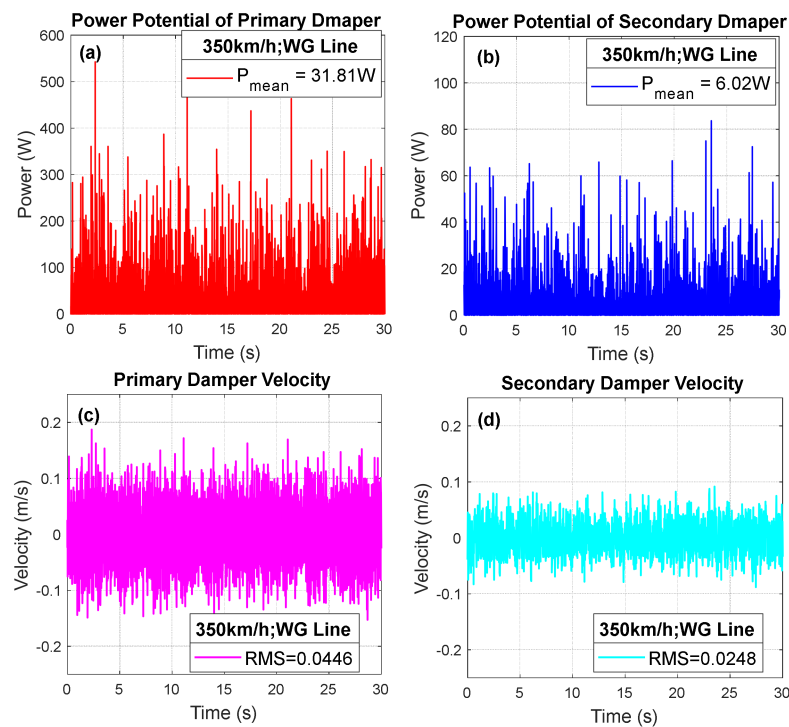 Power Potential of Primary Dmaper
(a)
350km/h;WG Line
Pmean = 31.81W
600
500
400
300
200
100
0
Power (W)
0 5 10 15 20 25 30
Time (s)
Power Potential of Secondary Dmaper
(b)
350km/h;WG Line
Pmean = 6.02W
120
100
80
60
40
20
0
Power (W)
0 5 10 15 20 25 30
Time (s)
Primary Damper Velocity
(c)
0.2
0.1
0
-0.1
-0.2
Velocity (m/s)
350km/h;WG Line
RMS=0.0446
0 5 10 15 20 25 30
Time (s)
Secondary Damper Velocity
(d)
0.2
0.1
0
-0.1
-0.2
Velocity (m/s)
350km/h;WG Line
RMS=0.0248
0 5 10 15 20 25 30
Time (s)